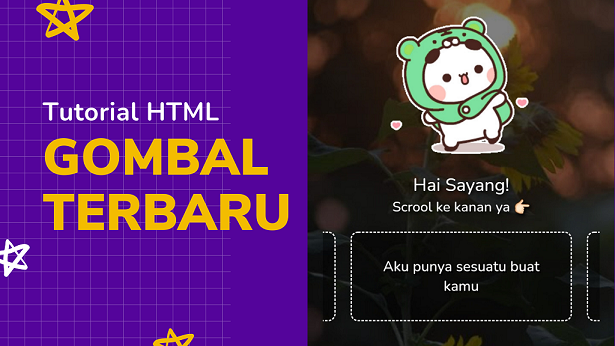 Tutorial HTML
GOMBAL
TERBARU
Hai Sayang!
Scrool ke kanan ya 👉🏻
Aku punya sesuatu buat
kamu